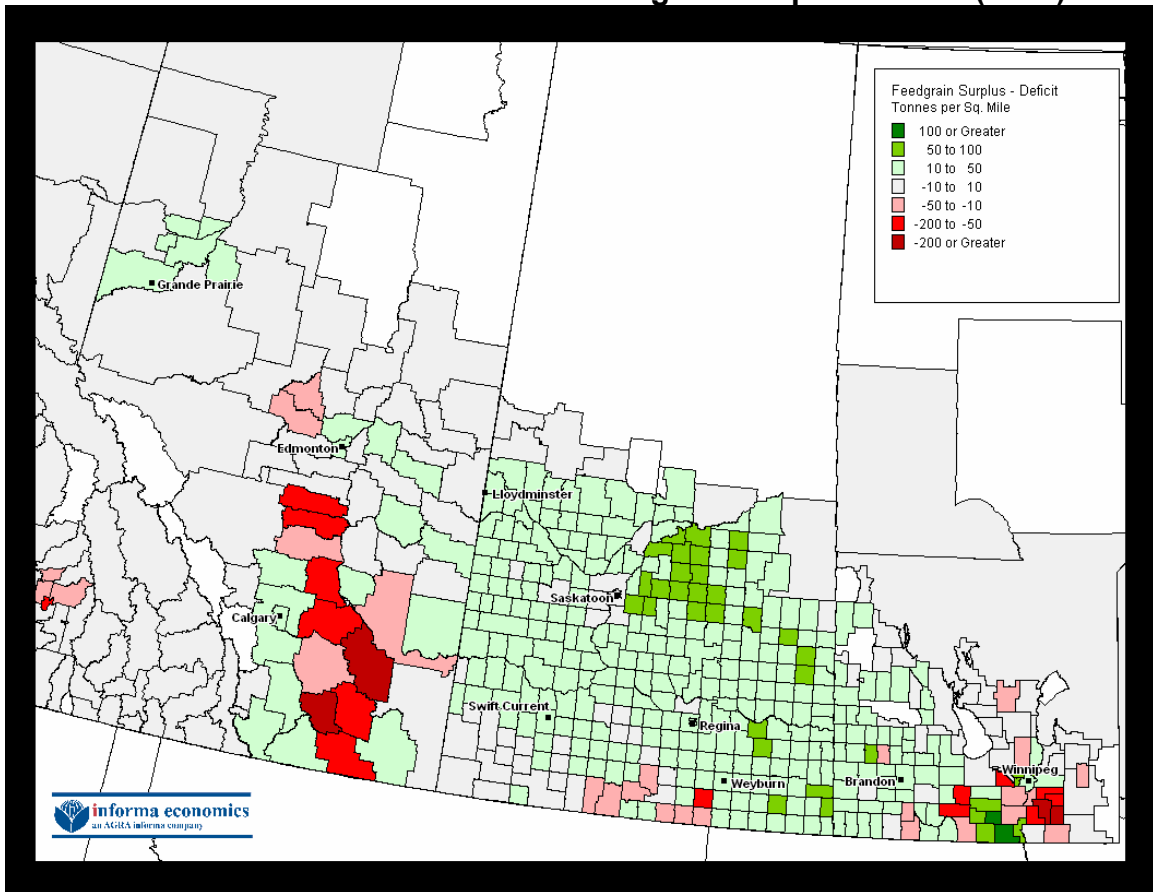 Feedgrain Surplus - Deficit
Tonnes per Sq. Mile
100 or Greater
50 to 100
10 to 50
-10 to 10
-50 to -10
-200 to -50
-200 or Greater
Grande Prairie
Edmonton
Lloydminster
Saskatoon
Calgary
Swift Current
Regina
Weyburn
Brandon
Winnipeg
informa economics
an AGRA informa company